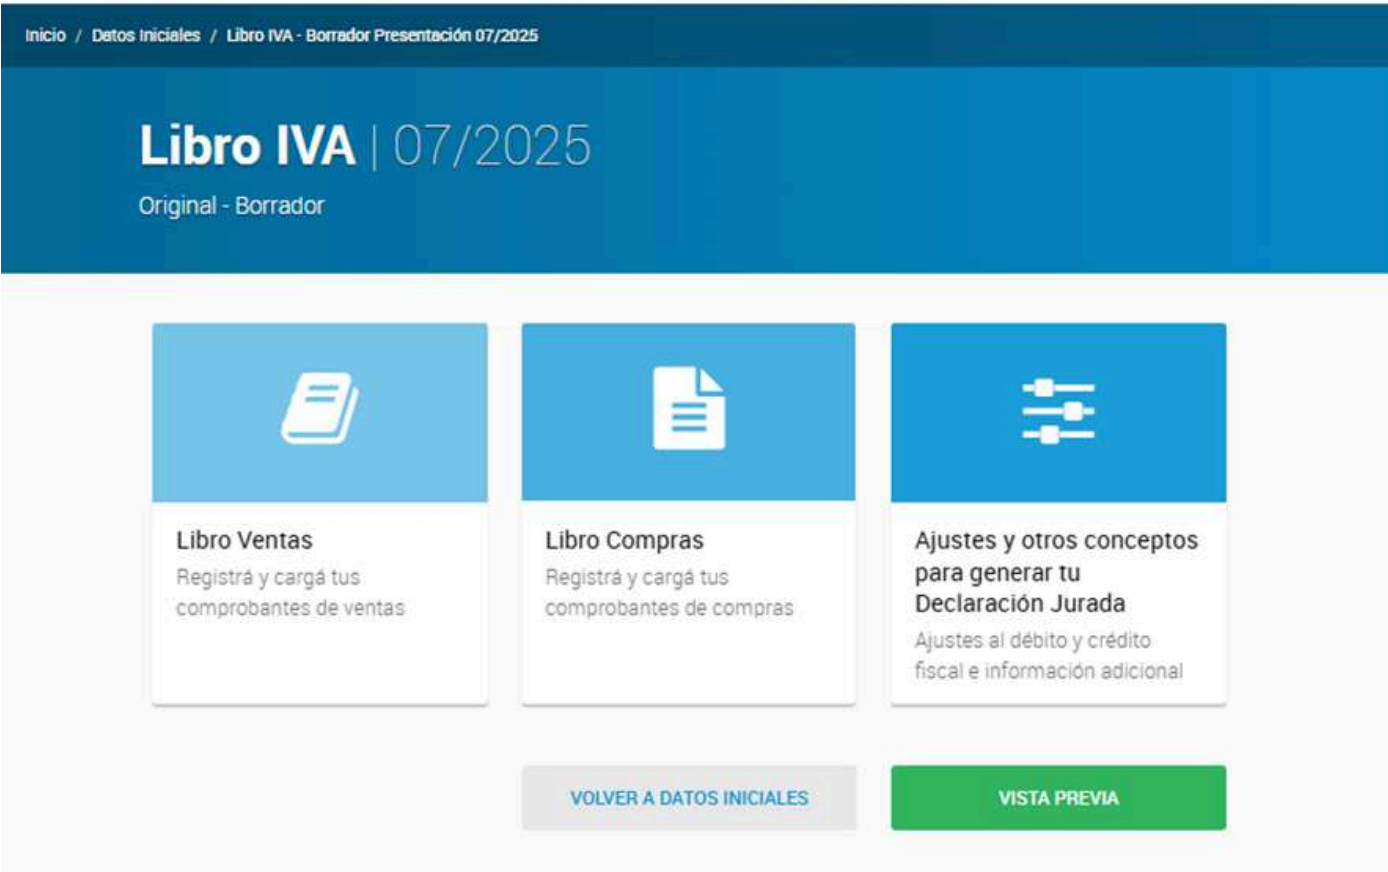 Inicio / Datos Iniciales / Libro IVA - Borrador Presentación 07/2025
Libro IVA | 07/2025
Original - Borrador
Libro Ventas
Registrá y cargá tus
comprobantes de ventas
Libro Compras
Registrá y cargá tus
comprobantes de compras
Ajustes y otros conceptos
para generar tu
Declaración Jurada
Ajustes al débito y crédito
fiscal e información adicional
VOLVER A DATOS INICIALES
VISTA PREVIA